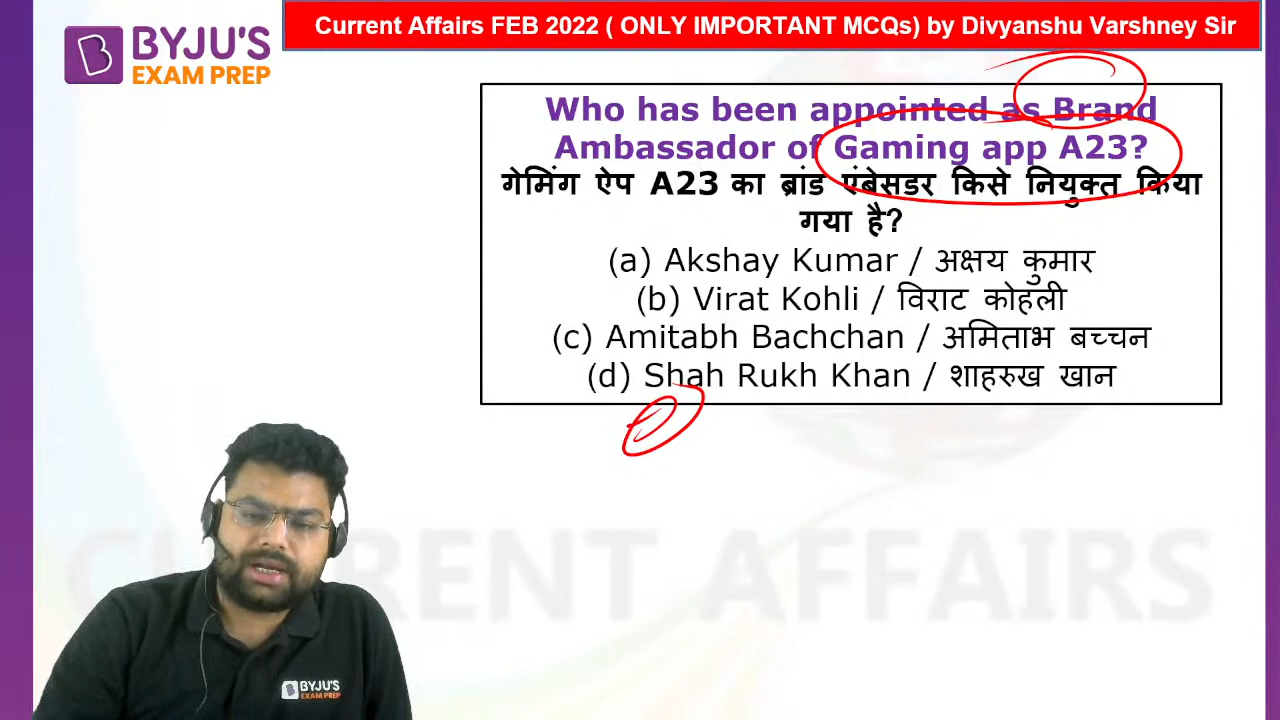 Current Affairs FEB 2022 ( ONLY IMPORTANT MCQs) by Divyanshu Varshney Sir
BYJU'S
EXAM PREP
Who has been appointed as Brand
Ambassador of Gaming app A23?
गेमिंग ऐप A23 का ब्रांड एंबेसडर किसे नियुक्त किया
गया है?
(a) Akshay Kumar / अक्षय कुमार
(b) Virat Kohli / विराट कोहली
(c) Amitabh Bachchan / अमिताभ बच्चन
(d) Shah Rukh Khan / शाहरुख खान
CURRENT AFFAIRS
BYJU'S
EXAM PREP